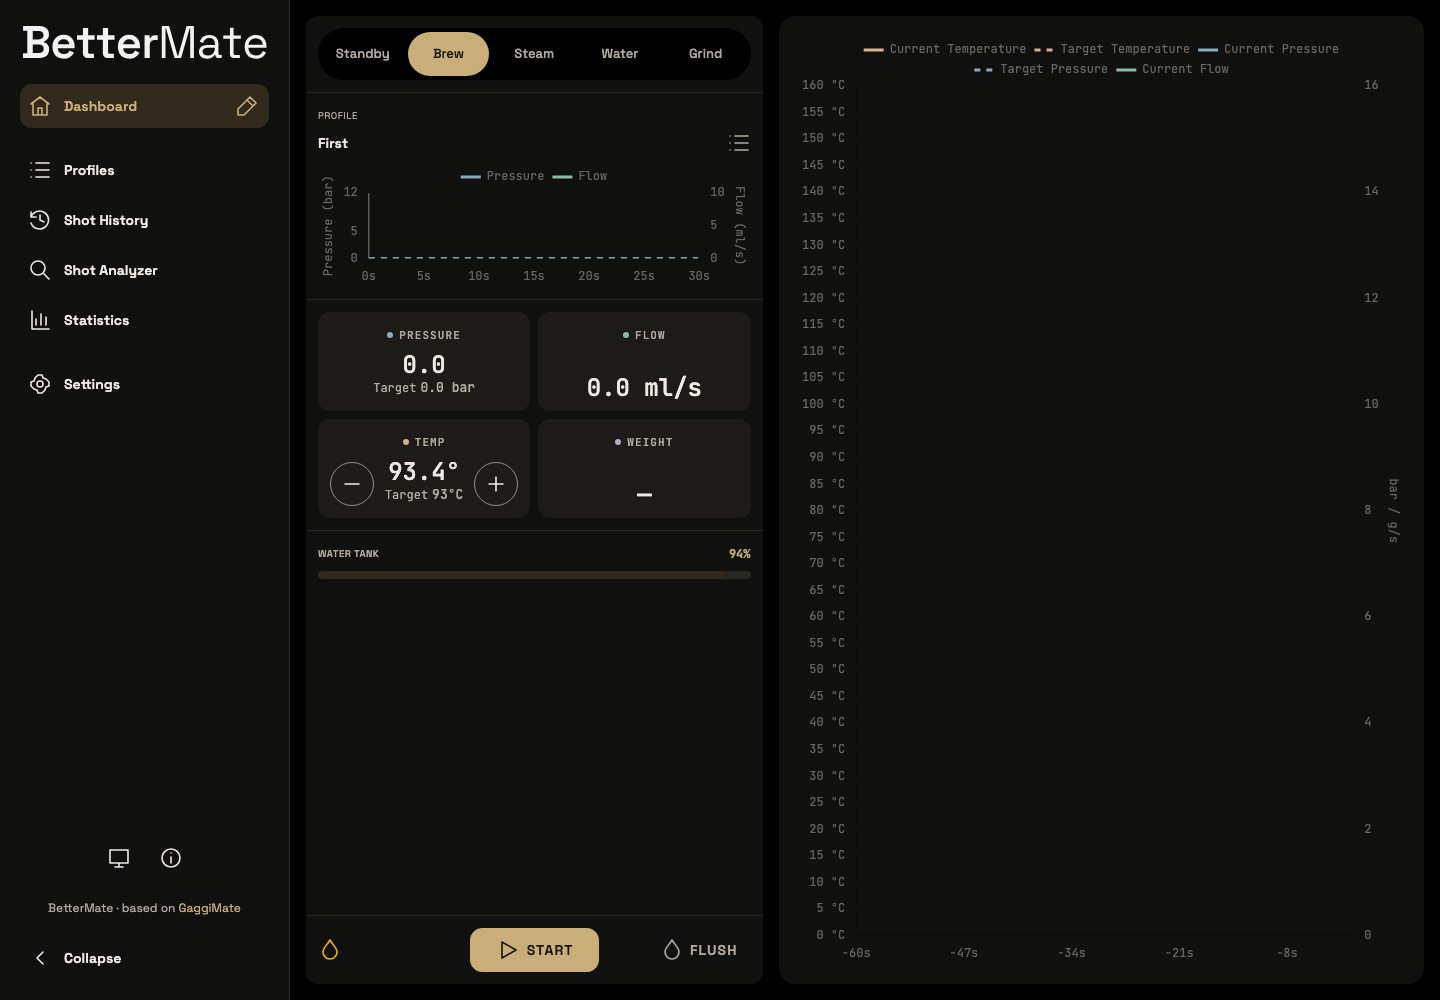 BetterMate
Dashboard
Profiles
Shot History
Shot Analyzer
Statistics
Settings
BetterMate · based on GaggiMate
Collapse
Standby Brew Steam Water Grind
PROFILE
First
Pressure Flow
Pressure (bar)
12
5
0
10
5
0
Flow (ml/s)
0s 5s 10s 15s 20s 25s 30s
PRESSURE
0.0
Target 0.0 bar
FLOW
0.0 ml/s
TEMP
93.4°
Target 93°C
WEIGHT
–
WATER TANK 94%
START
FLUSH
Current Temperature Target Temperature Current Pressure
Target Pressure Current Flow
160 °C
155 °C
150 °C
145 °C
140 °C
135 °C
130 °C
125 °C
120 °C
115 °C
110 °C
105 °C
100 °C
95 °C
90 °C
85 °C
80 °C
75 °C
70 °C
65 °C
60 °C
55 °C
50 °C
45 °C
40 °C
35 °C
30 °C
25 °C
20 °C
15 °C
10 °C
5 °C
0 °C
16
14
12
10
8
6
4
2
0
bar / g/s
-60s -47s -34s -21s -8s